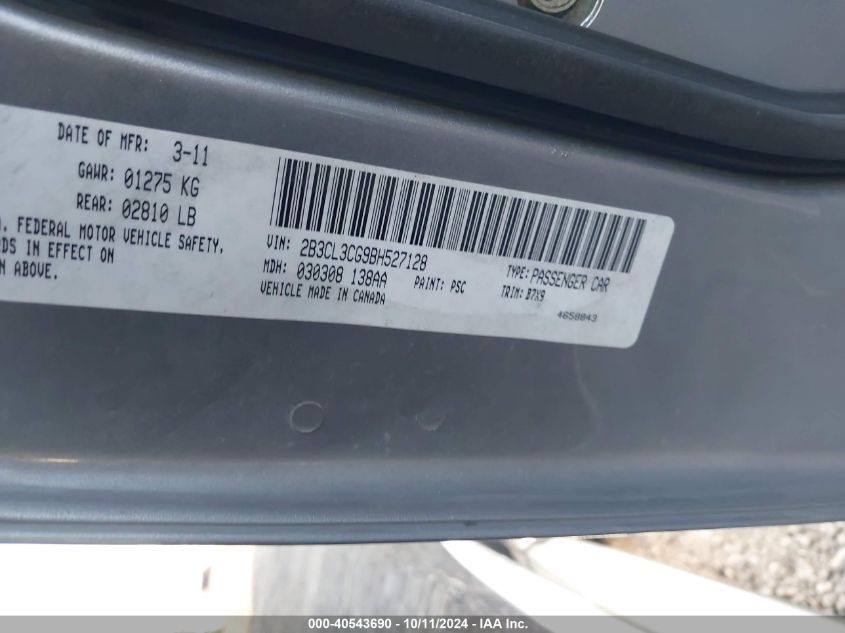 DATE OF MFR: 3-11
GAWR: 01275 KG
REAR: 02810 LB
FEDERAL MOTOR VEHICLE SAFETY,
IN EFFECT ON
ABOVE.
VIN: 2B3CL3CG9BH527128
MDH: 030308 138AA
PAINT: PSC
VEHICLE MADE IN CANADA
TYPE: PASSENGER CAR
TRIM: B7X9
4658843
000-40543690 - 10/11/2024 - IAA Inc.